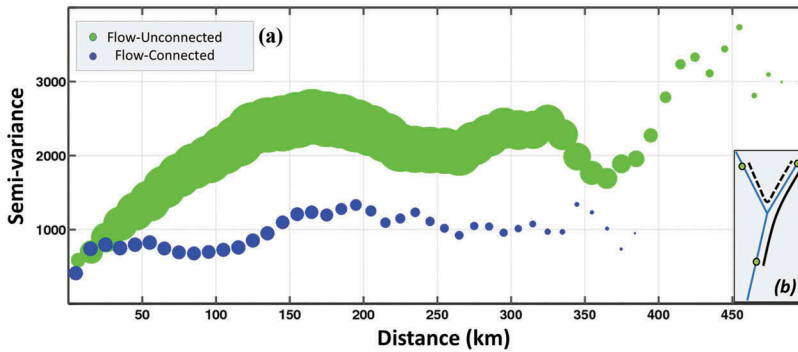 (a)
Flow-Unconnected
Flow-Connected
Semi-variance
3000
2000
1000
50
100
150
200
250
300
350
400
450
Distance (km)
(b)